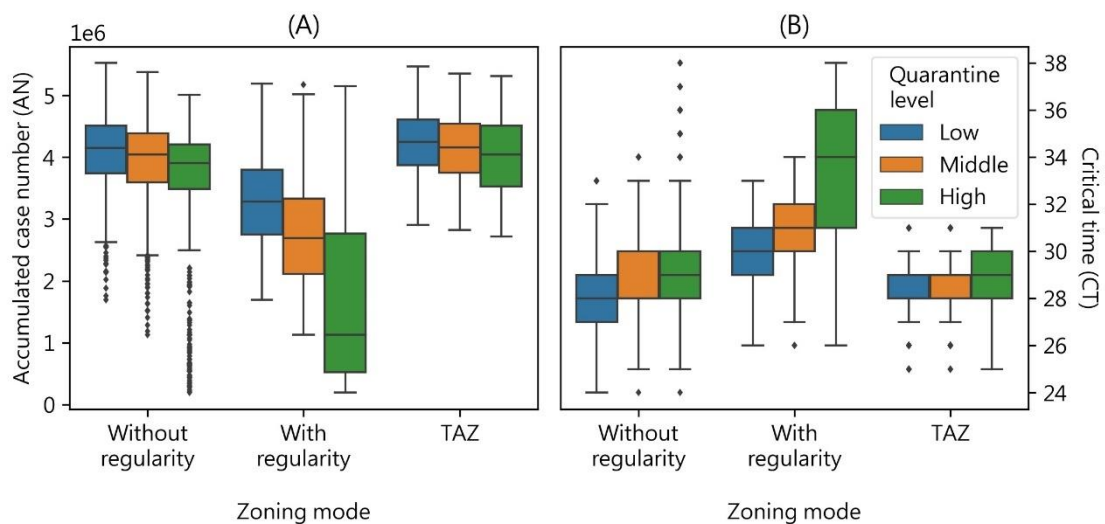 (A)
1e6
Accumulated case number (AN)
5
4
3
2
1
0
Without
regularity
With
regularity
TAZ
Zoning mode
(B)
Quarantine
level
Low
Middle
High
38
36
34
32
30
28
26
24
Critical time (CT)
Without
regularity
With
regularity
TAZ
Zoning mode